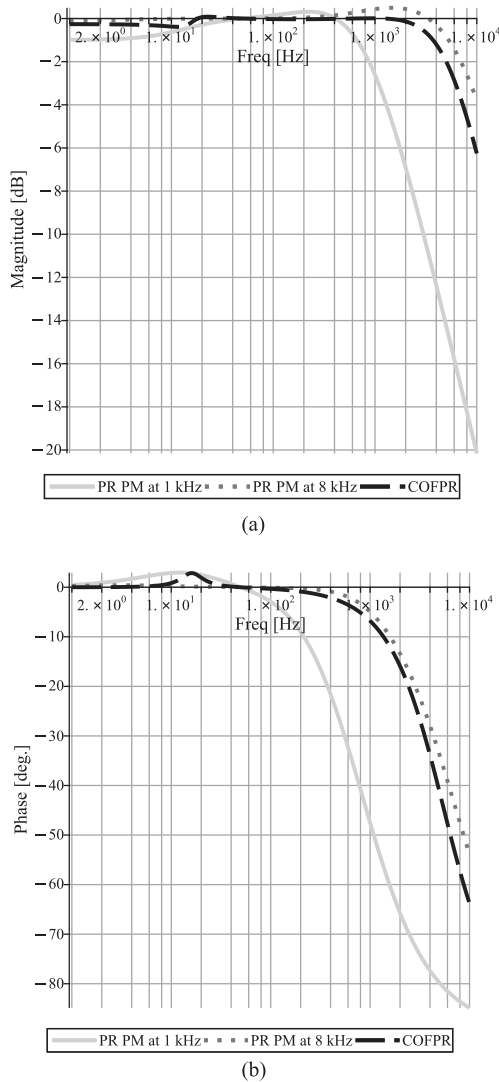 0
2. × 10⁰
1. × 10¹
1. × 10²
1. × 10³
1. × 10⁴
Freq [Hz]
−2
−4
−6
−8
−10
−12
−14
−16
−18
−20
Magnitude [dB]
PR PM at 1 kHz PR PM at 8 kHz COFPR
(a)
0
2. × 10⁰
1. × 10¹
1. × 10²
1. × 10³
1. × 10⁴
Freq [Hz]
−10
−20
−30
−40
−50
−60
−70
−80
Phase [deg.]
PR PM at 1 kHz PR PM at 8 kHz COFPR
(b)